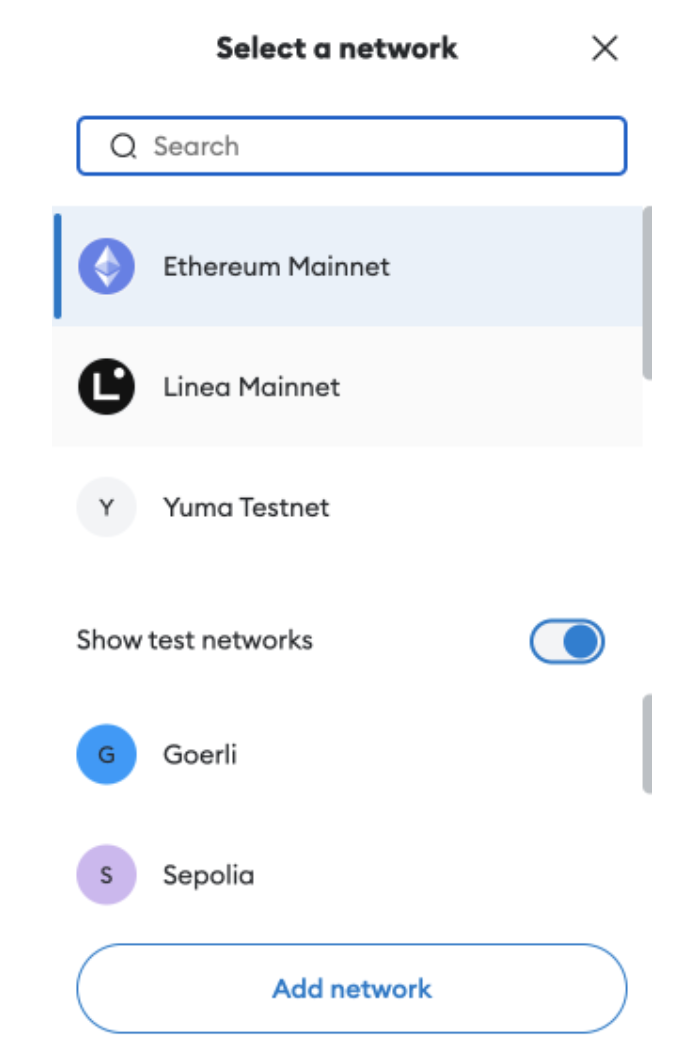 Select a network
Search
Ethereum Mainnet
L
Linea Mainnet
Y
Yuma Testnet
Show test networks
G
Goerli
S
Sepolia
Add network